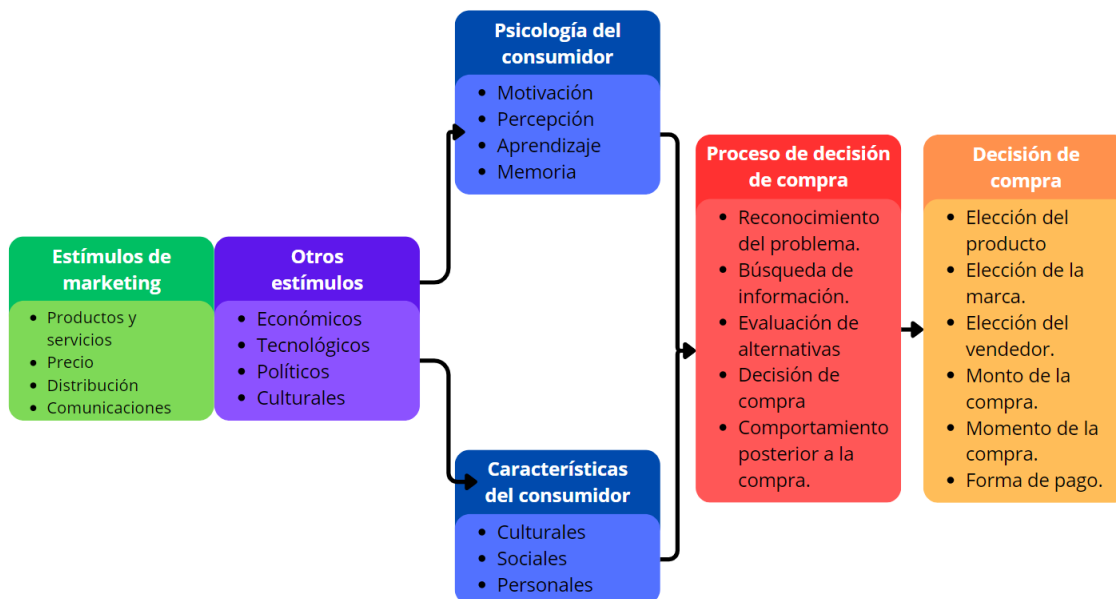 Psicología del
consumidor
• Motivación
• Percepción
• Aprendizaje
• Memoria
Estímulos de
marketing
• Productos y
servicios
• Precio
• Distribución
• Comunicaciones
Otros
estímulos
• Económicos
• Tecnológicos
• Políticos
• Culturales
Característícas
del consumidor
• Culturales
• Sociales
• Personales
Proceso de decisión
de compra
• Reconocimiento
del problema.
• Búsqueda de
información.
• Evaluación de
alternativas
• Decisión de
compra
• Comportamiento
posterior a la
compra.
Decisión de
compra
• Elección del
producto
• Elección de la
marca.
• Elección del
vendedor.
• Monto de la
compra.
• Momento de la
compra.
• Forma de pago.